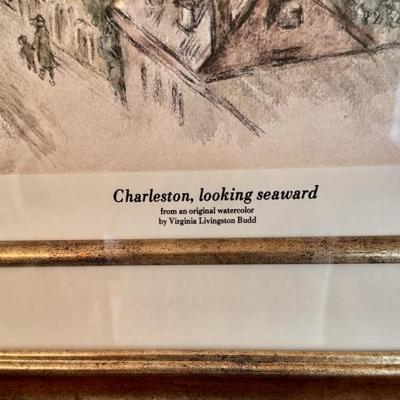 Charleston, looking seaward
from an original watercolor
by Virginia Livingston Budd